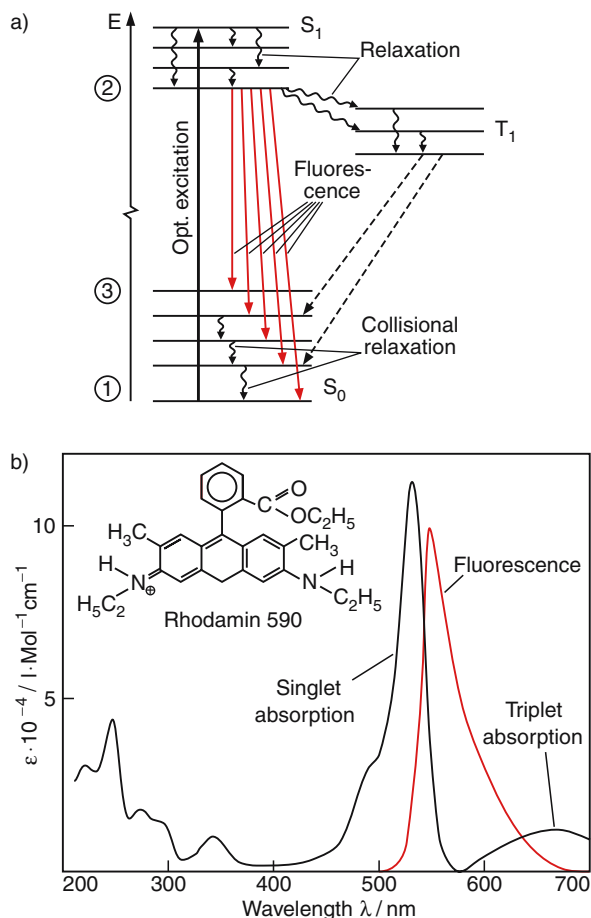 a)
E
S₁
Relaxation
②
T₁
Opt. excitation
Fluores-
cence
③
Collisional
relaxation
①
S₀
b)
O
C
OC₂H₅
H₃C
CH₃
H
N
⊕
H₅C₂
H
N
C₂H₅
Rhodamin 590
ε·10⁻⁴ / l·Mol⁻¹cm⁻¹
10
5
Fluorescence
Singlet
absorption
Triplet
absorption
200 300 400 500 600 700
Wavelength λ / nm